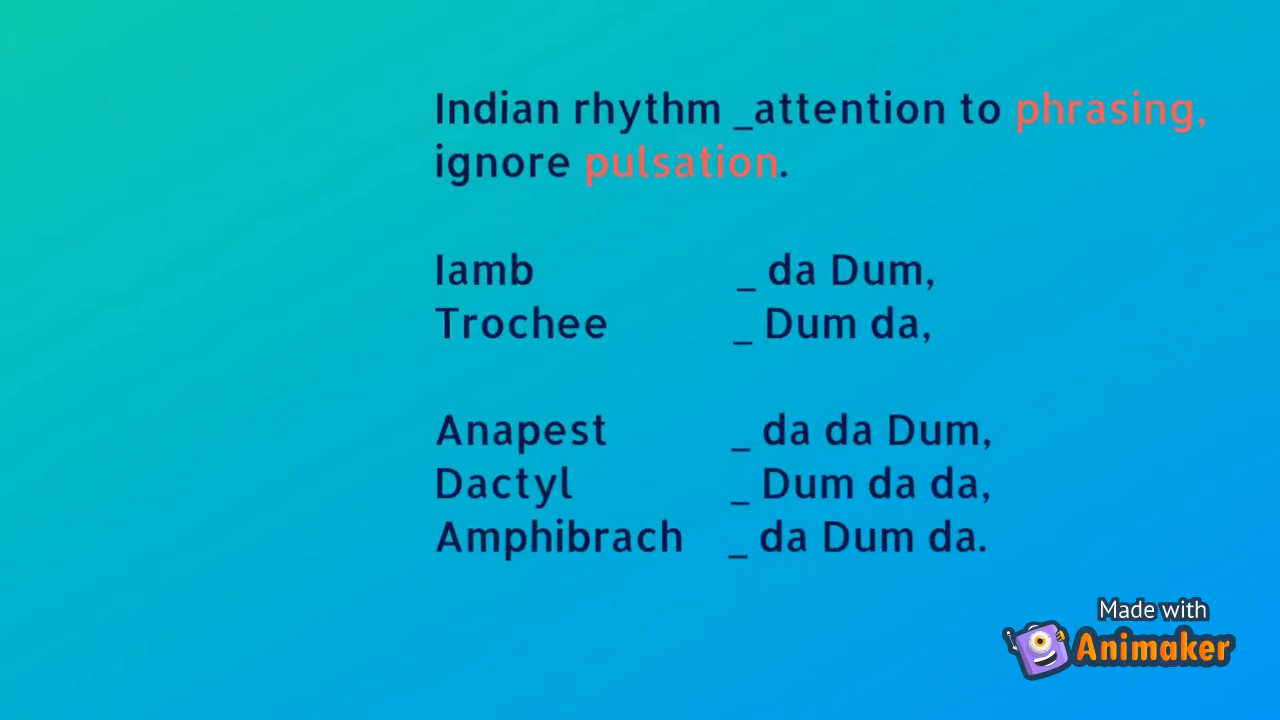 Indian rhythm _attention to phrasing,
ignore pulsation.
Iamb _ da Dum,
Trochee _ Dum da,
Anapest _ da da Dum,
Dactyl _ Dum da da,
Amphibrach _ da Dum da.
Made with
Animaker